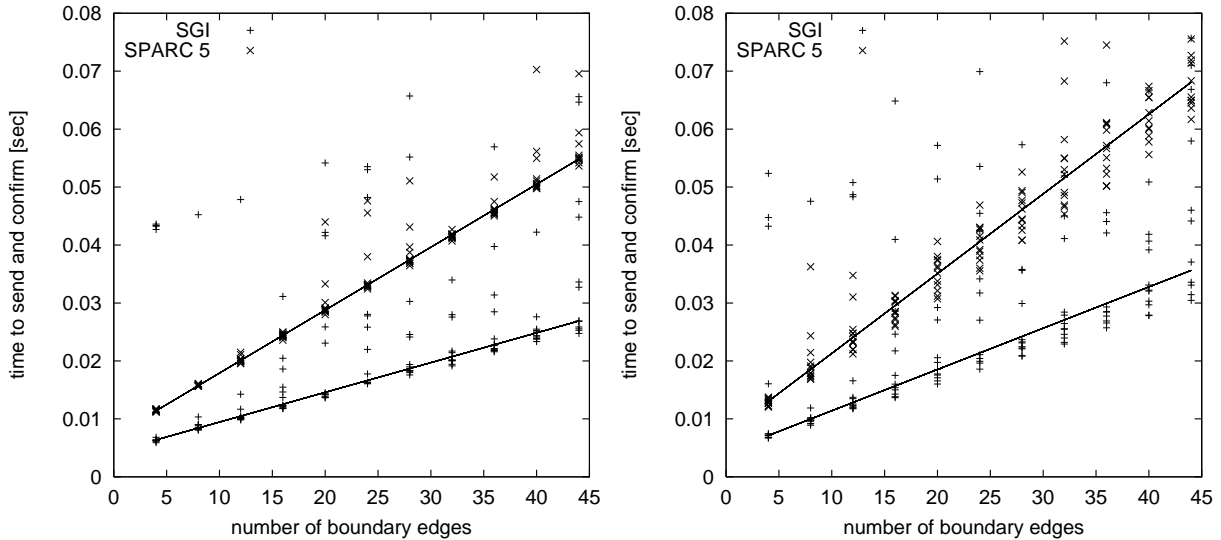 0.08
0.07
0.06
0.05
0.04
0.03
0.02
0.01
0
SGI
SPARC 5
time to send and confirm [sec]
0 5 10 15 20 25 30 35 40 45
number of boundary edges
0.08
0.07
0.06
0.05
0.04
0.03
0.02
0.01
0
SGI
SPARC 5
time to send and confirm [sec]
0 5 10 15 20 25 30 35 40 45
number of boundary edges